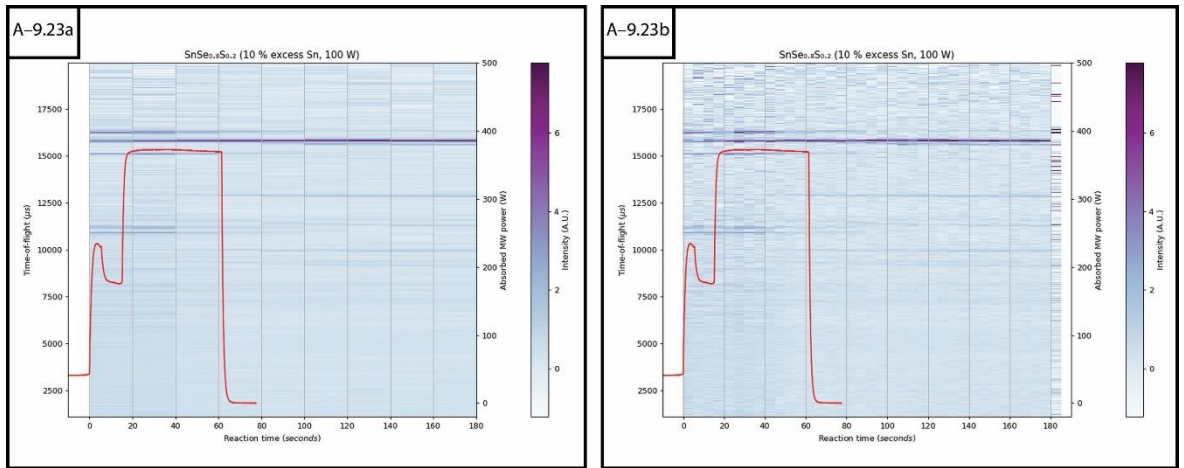 A–9.23a
SnSe₀.₈S₀.₂ (10 % excess Sn, 100 W)
17500
15000
12500
10000
7500
5000
2500
Time-of-flight (μs)
0 20 40 60 80 100 120 140 160 180
Reaction time (seconds)
500
400
300
200
100
0
Absorbed MW power (W)
6
4
2
0
Intensity (A.U.)
A–9.23b
SnSe₀.₈S₀.₂ (10 % excess Sn, 100 W)
17500
15000
12500
10000
7500
5000
2500
Time-of-flight (μs)
0 20 40 60 80 100 120 140 160 180
Reaction time (seconds)
500
400
300
200
100
0
Absorbed MW power (W)
6
4
2
0
Intensity (A.U.)